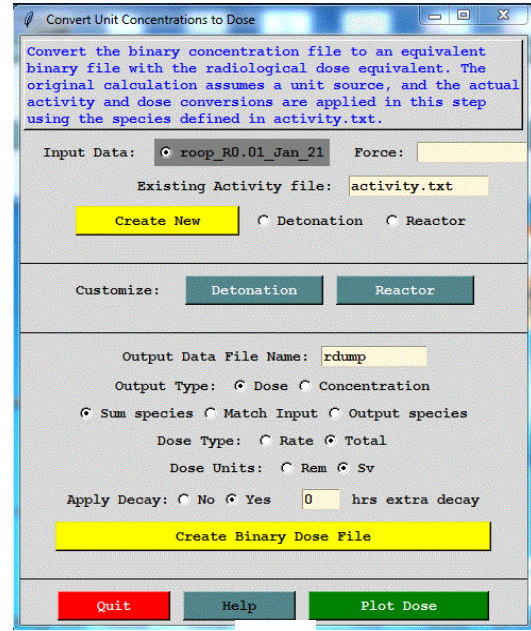 Convert Unit Concentrations to Dose
Convert the binary concentration file to an equivalent
binary file with the radiological dose equivalent. The
original calculation assumes a unit source, and the actual
activity and dose conversions are applied in this step
using the species defined in activity.txt.
Input Data: roop_R0.01_Jan_21 Force:
Existing Activity file: activity.txt
Create New Detonation Reactor
Customize: Detonation Reactor
Output Data File Name: rdump
Output Type: Dose Concentration
Sum species Match Input Output species
Dose Type: Rate Total
Dose Units: Rem Sv
Apply Decay: No Yes 0 hrs extra decay
Create Binary Dose File
Quit Help Plot Dose